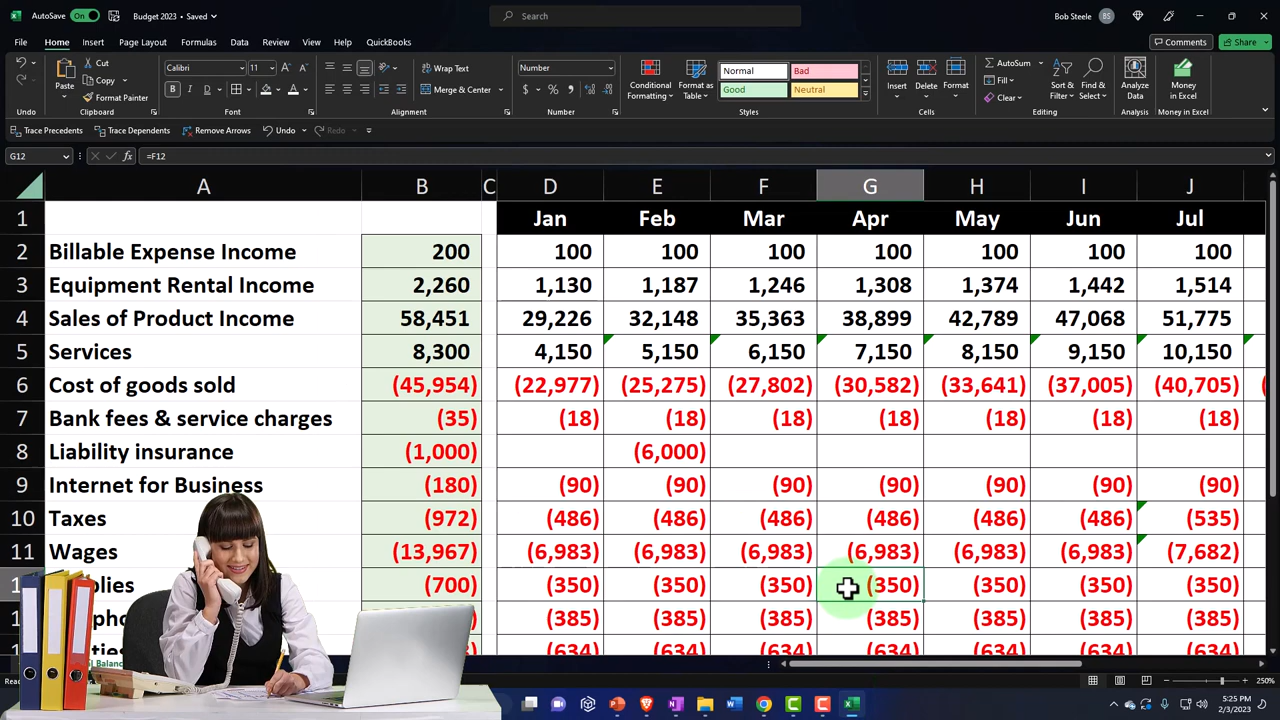 AutoSave On Budget 2023 • Saved Search Bob Steele BS
File Home Insert Page Layout Formulas Data Review View Help QuickBooks Comments Share
Cut Calibri 11 Wrap Text Number Normal Bad AutoSum
Paste Copy Conditional Format as Insert Delete Format Fill Sort & Find & Analyze Money
Format Painter B I D Merge & Center $ % Formatting Table Good Neutral Clear Filter Select Data in Excel
Undo Clipboard Font Alignment Number Styles Cells Editing Analysis Money in Excel
Trace Precedents Trace Dependents Remove Arrows Undo Redo
G12 fx =F12
A B C D E F G H I J
1 Jan Feb Mar Apr May Jun Jul
2 Billable Expense Income 200 100 100 100 100 100 100 100
3 Equipment Rental Income 2,260 1,130 1,187 1,246 1,308 1,374 1,442 1,514
4 Sales of Product Income 58,451 29,226 32,148 35,363 38,899 42,789 47,068 51,775
5 Services 8,300 4,150 5,150 6,150 7,150 8,150 9,150 10,150
6 Cost of goods sold (45,954) (22,977) (25,275) (27,802) (30,582) (33,641) (37,005) (40,705)
7 Bank fees & service charges (35) (18) (18) (18) (18) (18) (18) (18)
8 Liability insurance (1,000) (6,000)
9 Internet for Business (180) (90) (90) (90) (90) (90) (90) (90)
10 Taxes (972) (486) (486) (486) (486) (486) (486) (535)
11 Wages (13,967) (6,983) (6,983) (6,983) (6,983) (6,983) (6,983) (7,682)
(700) (350) (350) (350) (350) (350) (350) (350)
(385) (385) (385) (385) (385) (385) (385)
(634) (634) (634) (634) (634) (634) (634)
250%
5:25 PM
2/3/2023